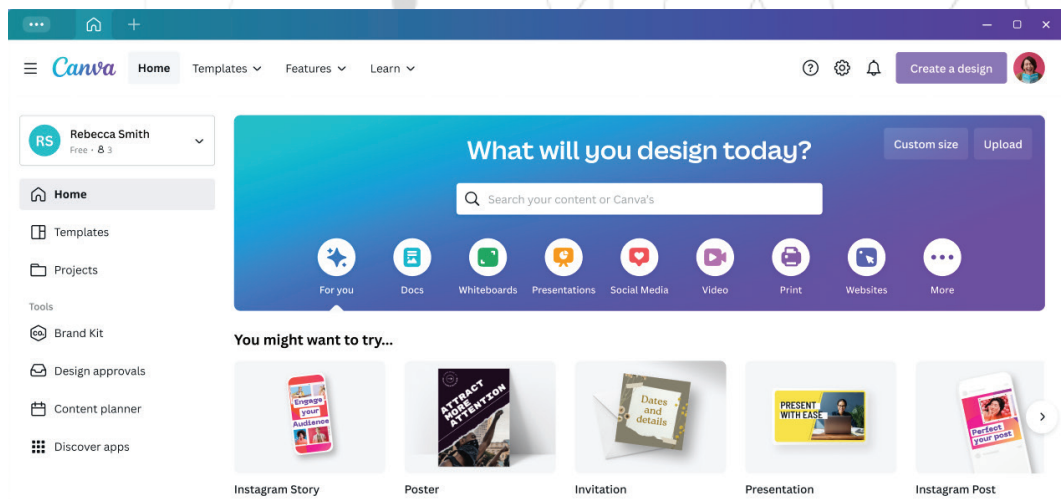 Canva
Home
Templates
Features
Learn
Create a design
RS
Rebecca Smith
Free • 3
Home
Templates
Projects
Tools
CO.
Brand Kit
Design approvals
Content planner
Discover apps
What will you design today?
Custom size
Upload
Search your content or Canva's
For you
Docs
Whiteboards
Presentations
Social Media
Video
Print
Websites
More
You might want to try...
Engage
your
Audience
Instagram Story
ATTRACT
MORE
ATTENTION
Poster
Dates
and
details
Invitation
PRESENT
WITH EASE
Presentation
Perfect
your post
Instagram Post